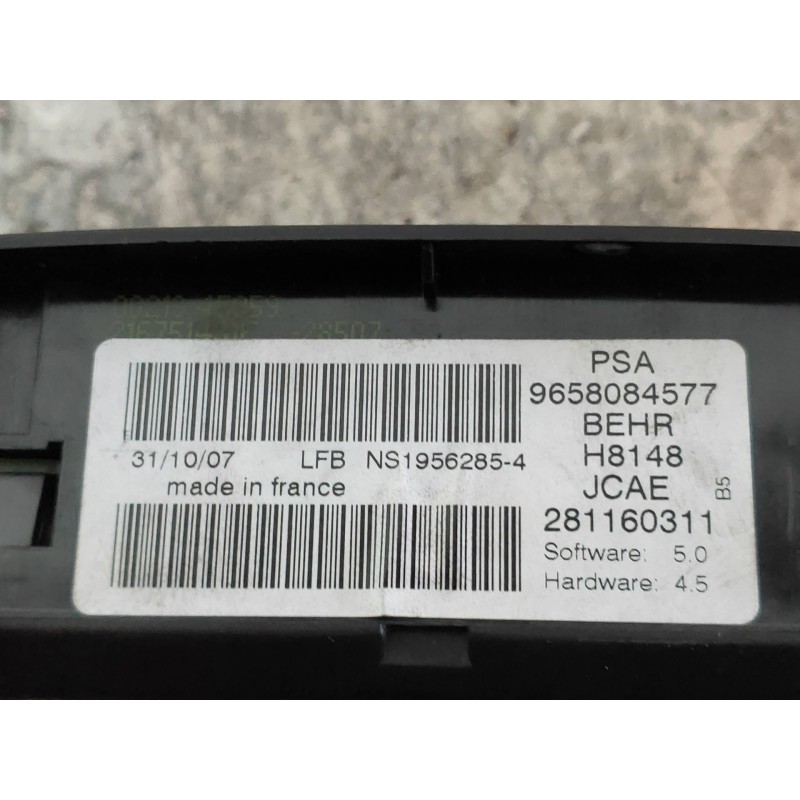 PSA
9658084577
BEHR
31/10/07 LFB NS1956285-4
H8148
made in france
JCAE
B5
281160311
Software: 5.0
Hardware: 4.5